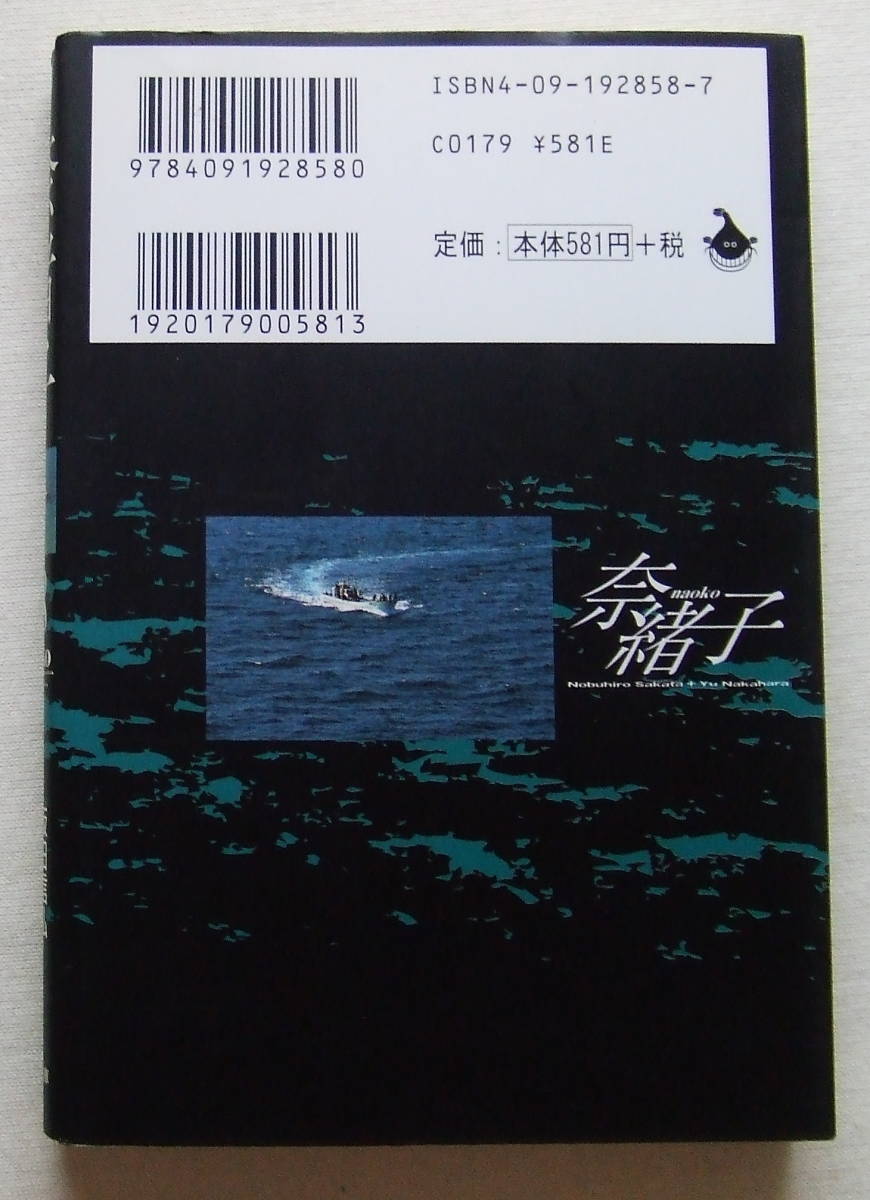 ISBN4-09-192858-7
9784091928580
C0179 ¥581E
定価：本体581円+税
1920179005813
奈緒子
naoko
Nobuhiro Sakata + Yu Nakahara